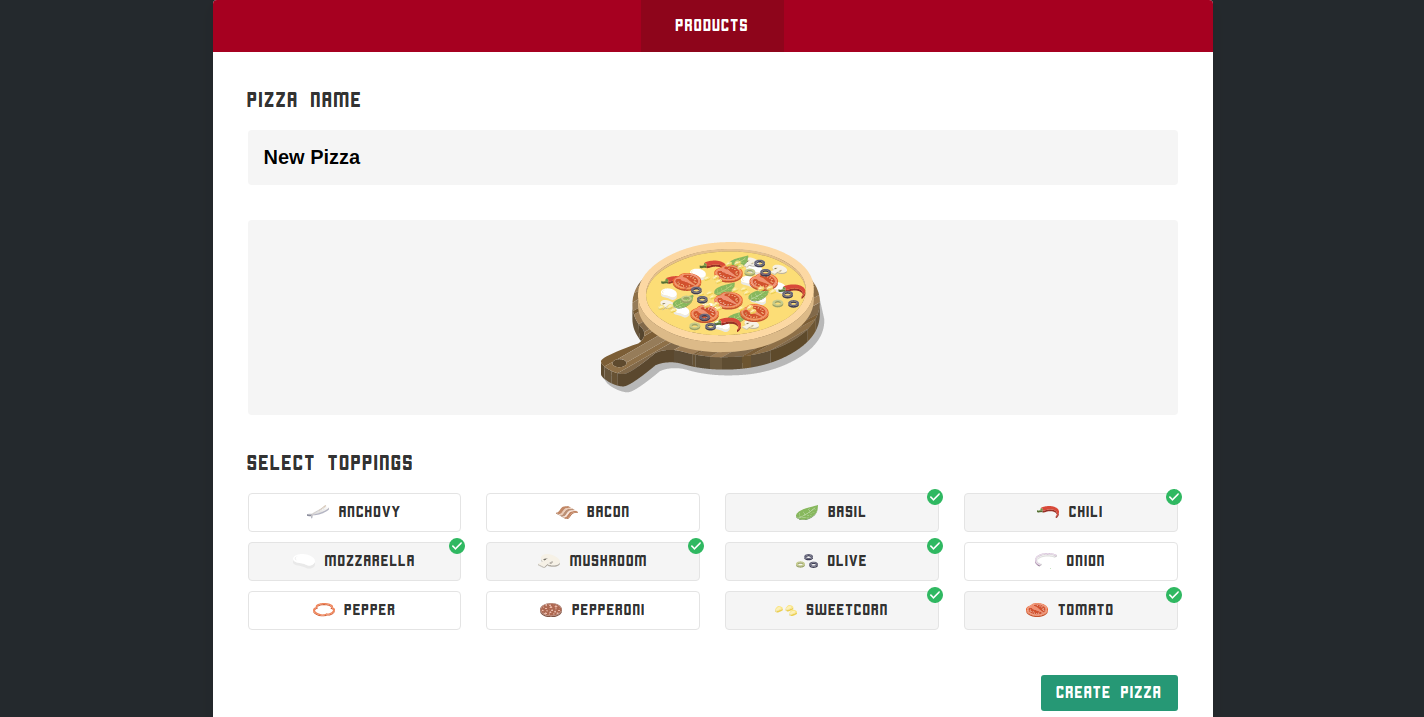 PRODUCTS
PIZZA NAME
New Pizza
SELECT TOPPINGS
ANCHOVY BACON BASIL CHILI
MOZZARELLA MUSHROOM OLIVE ONION
PEPPER PEPPERONI SWEETCORN TOMATO
CREATE PIZZA